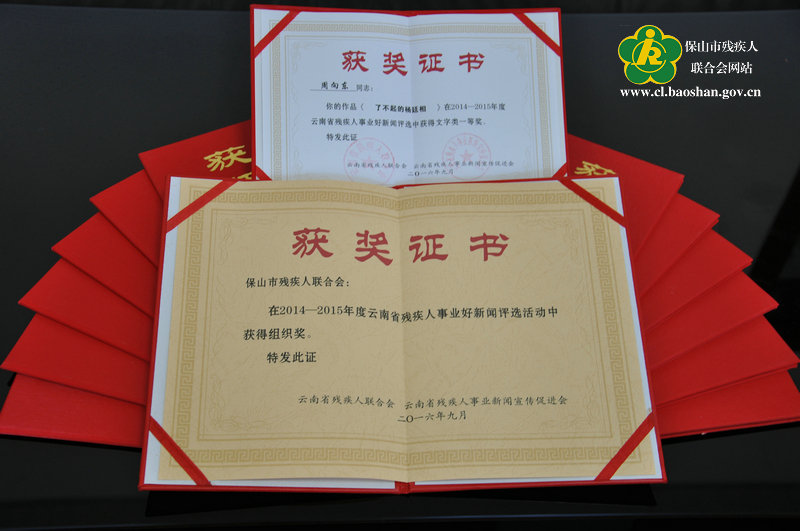 保山市残疾人
联合会网站
www.cl.baoshan.gov.cn
获奖证书
周向东 同志:
你的作品《 了不起的杨廷相 》在2014—2015年度
云南省残疾人事业好新闻评选中获得文字类一等奖.
特发此证
云南省残疾人联合会 云南省残疾人事业新闻宣传促进会
二〇一六年九月
获
获
获奖证书
保山市残疾人联合会:
在2014—2015年度云南省残疾人事业好新闻评选活动中
获得组织奖。
特发此证
云南省残疾人联合会 云南省残疾人事业新闻宣传促进会
二〇一六年九月